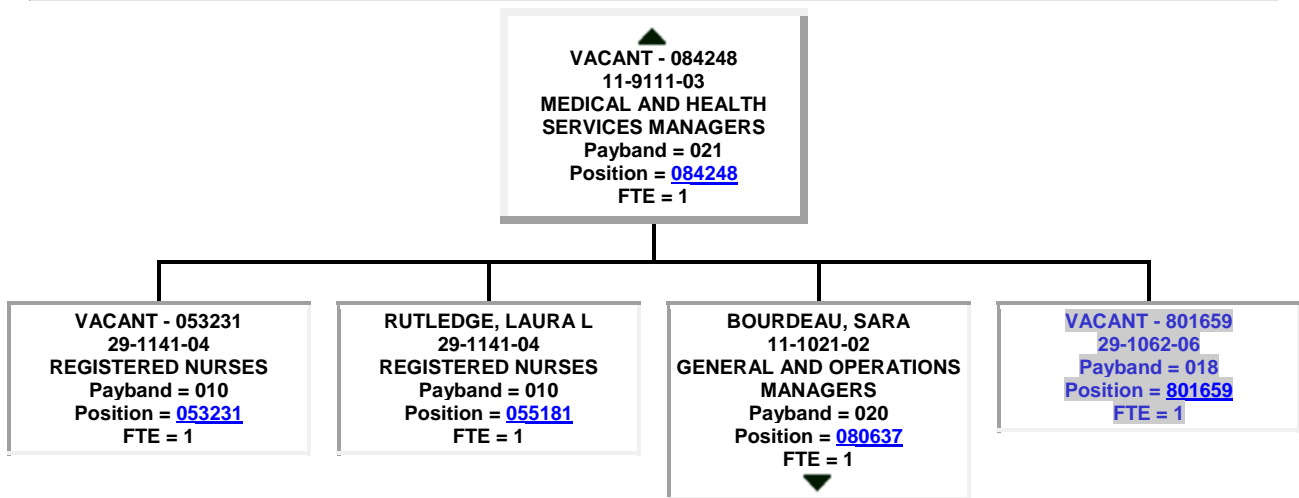 VACANT - 084248
11-9111-03
MEDICAL AND HEALTH
SERVICES MANAGERS
Payband = 021
Position = 084248
FTE = 1
VACANT - 053231
29-1141-04
REGISTERED NURSES
Payband = 010
Position = 053231
FTE = 1
RUTLEDGE, LAURA L
29-1141-04
REGISTERED NURSES
Payband = 010
Position = 055181
FTE = 1
BOURDEAU, SARA
11-1021-02
GENERAL AND OPERATIONS
MANAGERS
Payband = 020
Position = 080637
FTE = 1
VACANT - 801659
29-1062-06
Payband = 018
Position = 801659
FTE = 1